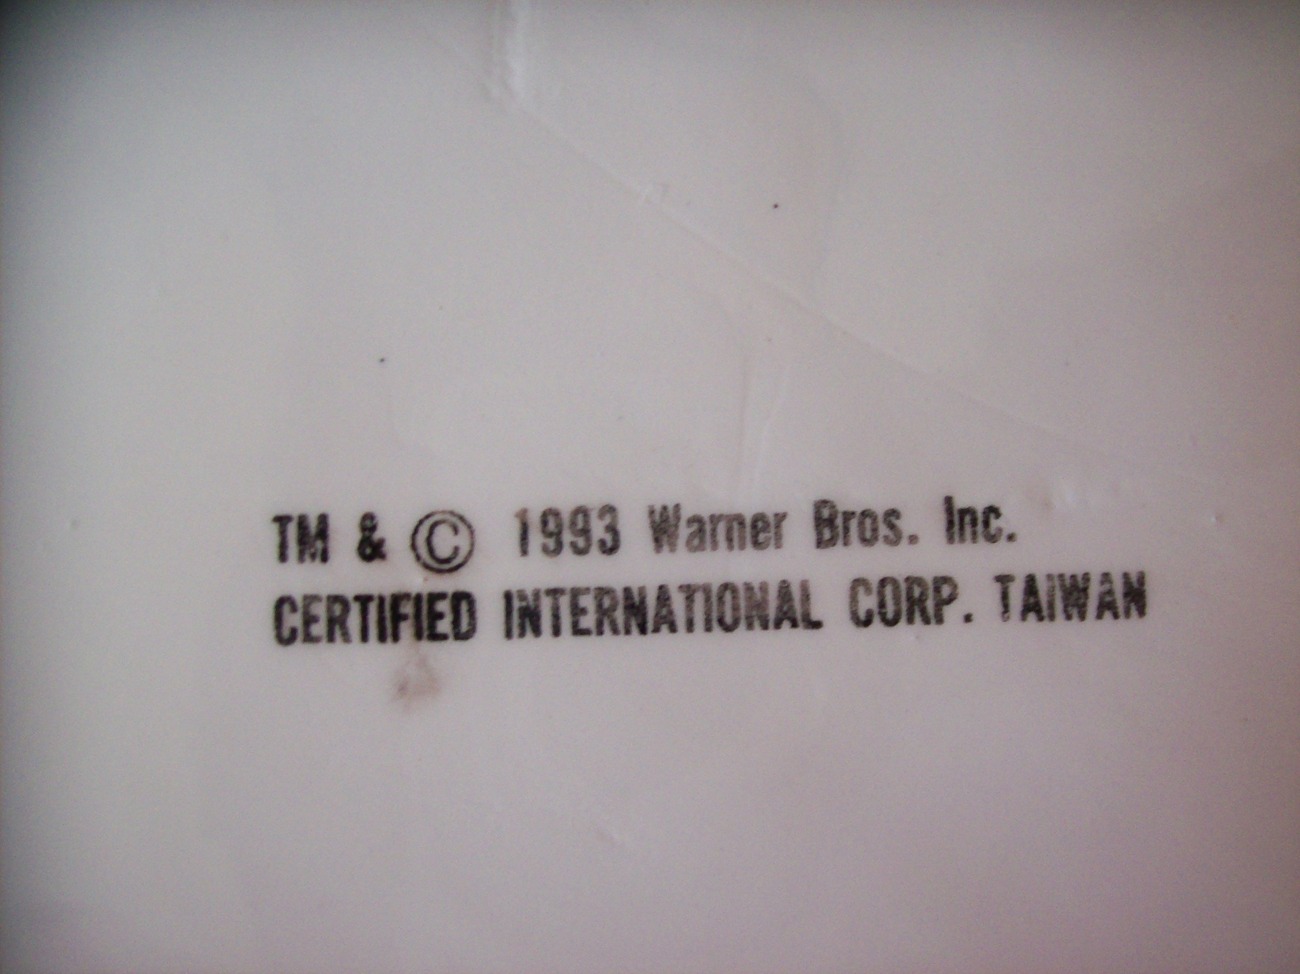 TM & © 1993 Warner Bros. Inc.
CERTIFIED INTERNATIONAL CORP. TAIWAN